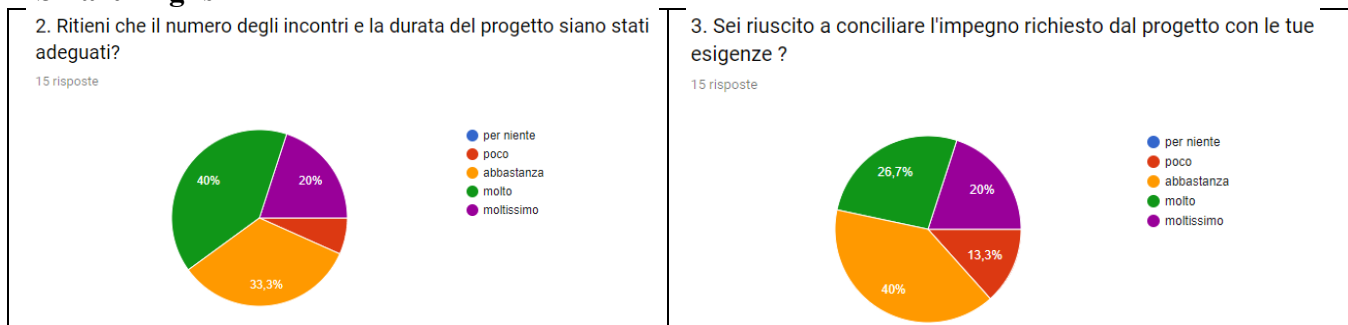 2. Ritieni che il numero degli incontri e la durata del progetto siano stati
adeguati?
15 risposte
40%
20%
33,3%
per niente
poco
abbastanza
molto
moltissimo
3. Sei riuscito a conciliare l'impegno richiesto dal progetto con le tue
esigenze ?
15 risposte
26,7%
20%
13,3%
40%
per niente
poco
abbastanza
molto
moltissimo